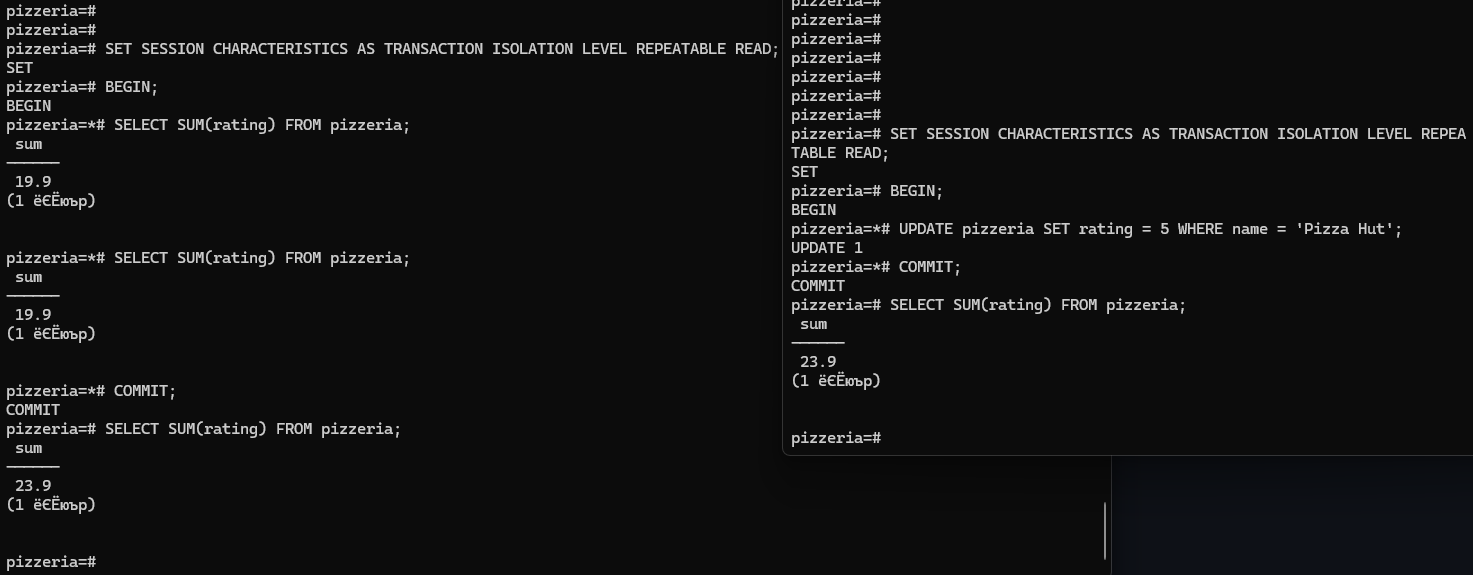 pizzeria=#
pizzeria=#
pizzeria=# SET SESSION CHARACTERISTICS AS TRANSACTION ISOLATION LEVEL REPEATABLE READ;
SET
pizzeria=# BEGIN;
BEGIN
pizzeria=*# SELECT SUM(rating) FROM pizzeria;
sum
------
19.9
(1 ёЄЁюър)
pizzeria=*# SELECT SUM(rating) FROM pizzeria;
sum
------
19.9
(1 ёЄЁюър)
pizzeria=*# COMMIT;
COMMIT
pizzeria=# SELECT SUM(rating) FROM pizzeria;
sum
------
23.9
(1 ёЄЁюър)
pizzeria=#
pizzeria=#
pizzeria=#
pizzeria=#
pizzeria=#
pizzeria=#
pizzeria=#
pizzeria=#
pizzeria=# SET SESSION CHARACTERISTICS AS TRANSACTION ISOLATION LEVEL REPEA
TABLE READ;
SET
pizzeria=# BEGIN;
BEGIN
pizzeria=*# UPDATE pizzeria SET rating = 5 WHERE name = 'Pizza Hut';
UPDATE 1
pizzeria=*# COMMIT;
COMMIT
pizzeria=# SELECT SUM(rating) FROM pizzeria;
sum
------
23.9
(1 ёЄЁюър)
pizzeria=#